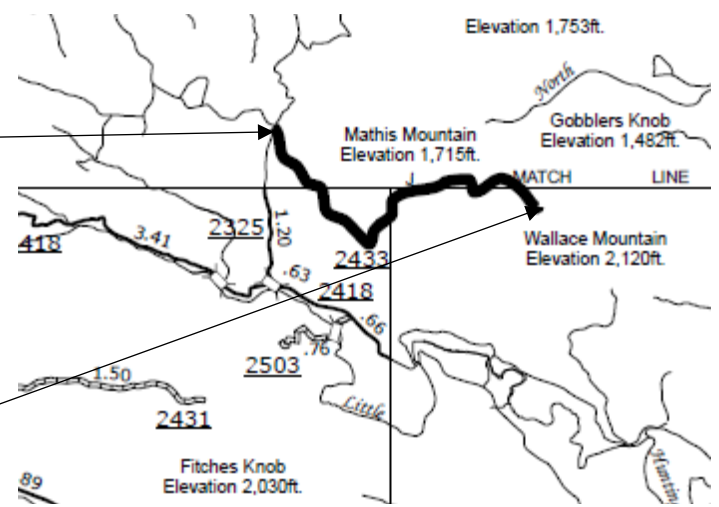 Elevation 1,753ft.
North
Gobblers Knob
Elevation 1,482ft.
Mathis Mountain
Elevation 1,715ft.
MATCH LINE
2325
1.20
418
3.41
2433
Wallace Mountain
Elevation 2,120ft.
.63
2418
.66
.76
2503
1.50
2431
Little
Fitches Knob
Elevation 2,030ft.
89
Hunting